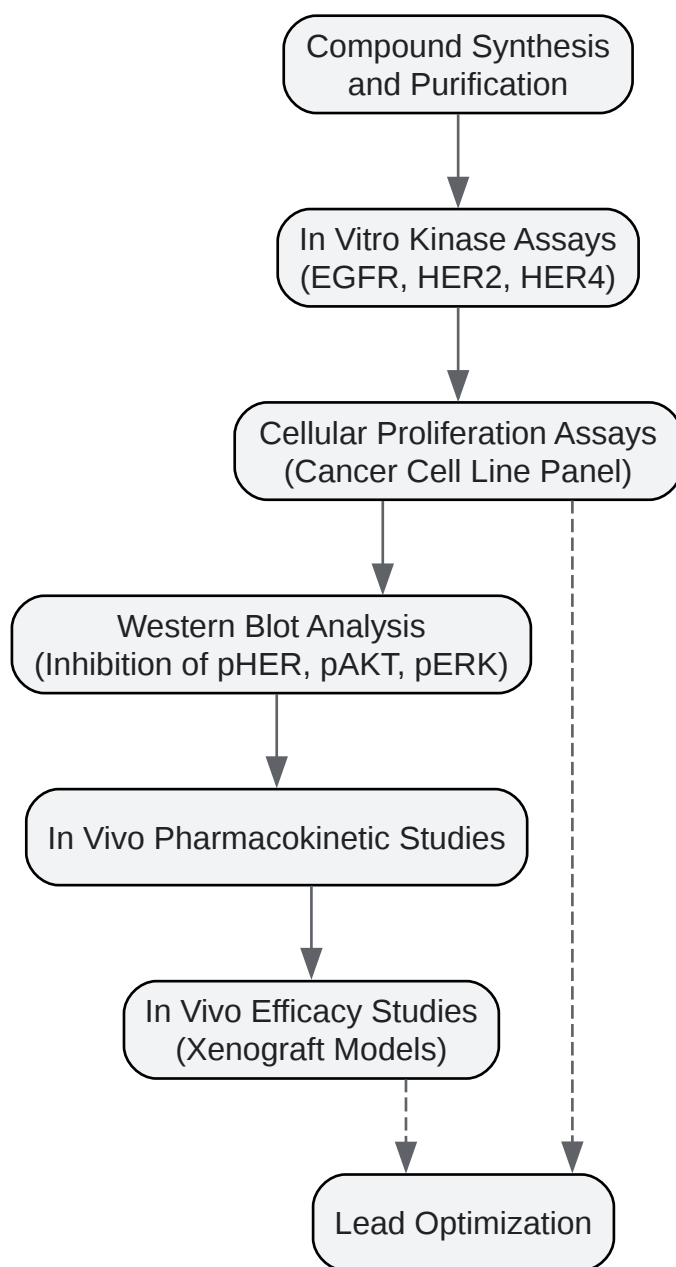 Compound Synthesis
and Purification
In Vitro Kinase Assays
(EGFR, HER2, HER4)
Cellular Proliferation Assays
(Cancer Cell Line Panel)
Western Blot Analysis
(Inhibition of pHER, pAKT, pERK)
In Vivo Pharmacokinetic Studies
In Vivo Efficacy Studies
(Xenograft Models)
Lead Optimization